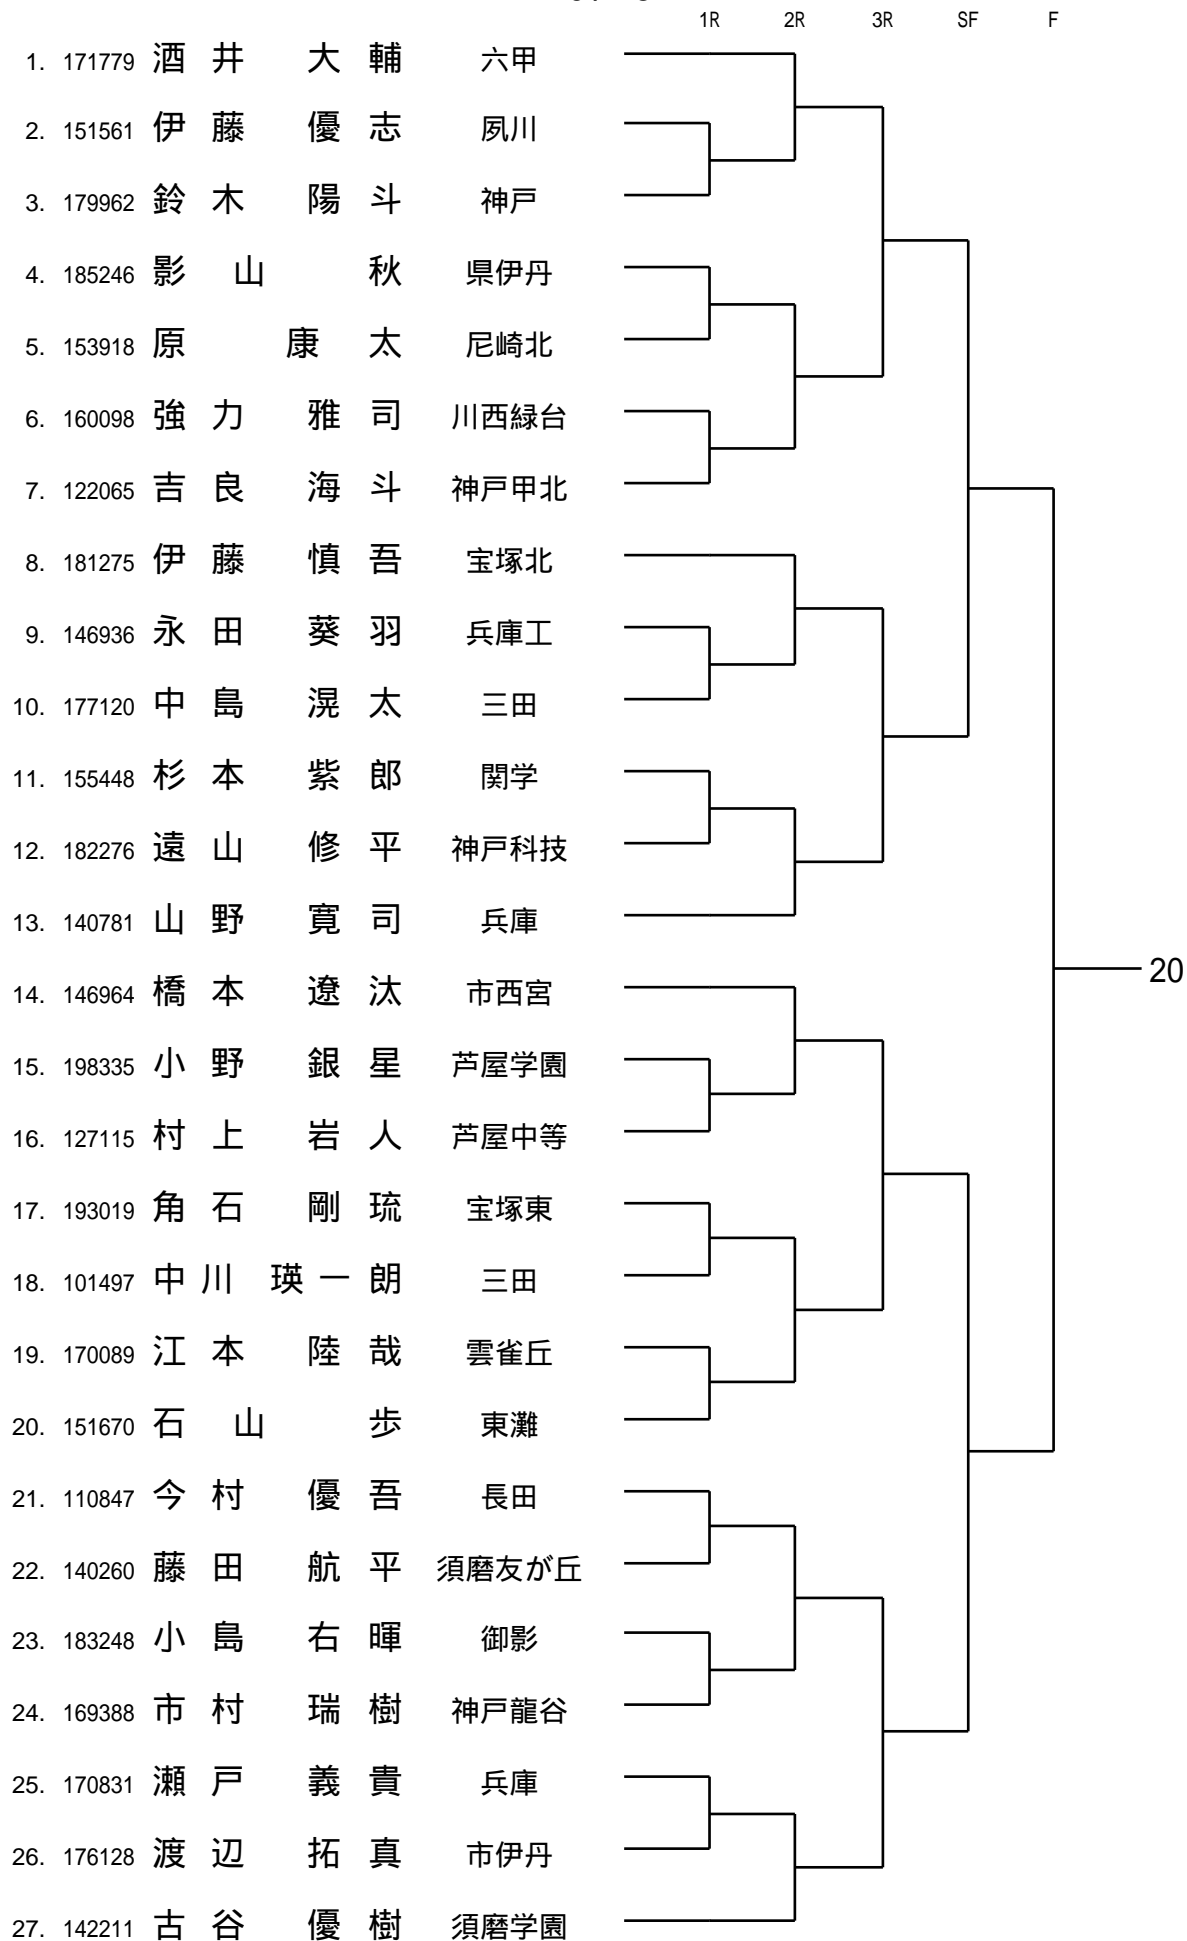 1R 2R 3R SF F
1. 171779 酒井 大輔 六甲
2. 151561 伊藤 優志 夙川
3. 179962 鈴木 陽斗 神戸
4. 185246 影山 秋 県伊丹
5. 153918 原 康太 尼崎北
6. 160098 強力 雅司 川西緑台
7. 122065 吉良 海斗 神戸甲北
8. 181275 伊藤 慎吾 宝塚北
9. 146936 永田 葵羽 兵庫工
10. 177120 中島 滉太 三田
11. 155448 杉本 紫郎 関学
12. 182276 遠山 修平 神戸科技
13. 140781 山野 寛司 兵庫
20
14. 146964 橋本 遼汰 市西宮
15. 198335 小野 銀星 芦屋学園
16. 127115 村上 岩人 芦屋中等
17. 193019 角石 剛琉 宝塚東
18. 101497 中川 瑛一朗 三田
19. 170089 江本 陸哉 雲雀丘
20. 151670 石山 歩 東灘
21. 110847 今村 優吾 長田
22. 140260 藤田 航平 須磨友が丘
23. 183248 小島 右暉 御影
24. 169388 市村 瑞樹 神戸龍谷
25. 170831 瀬戸 義貴 兵庫
26. 176128 渡辺 拓真 市伊丹
27. 142211 古谷 優樹 須磨学園